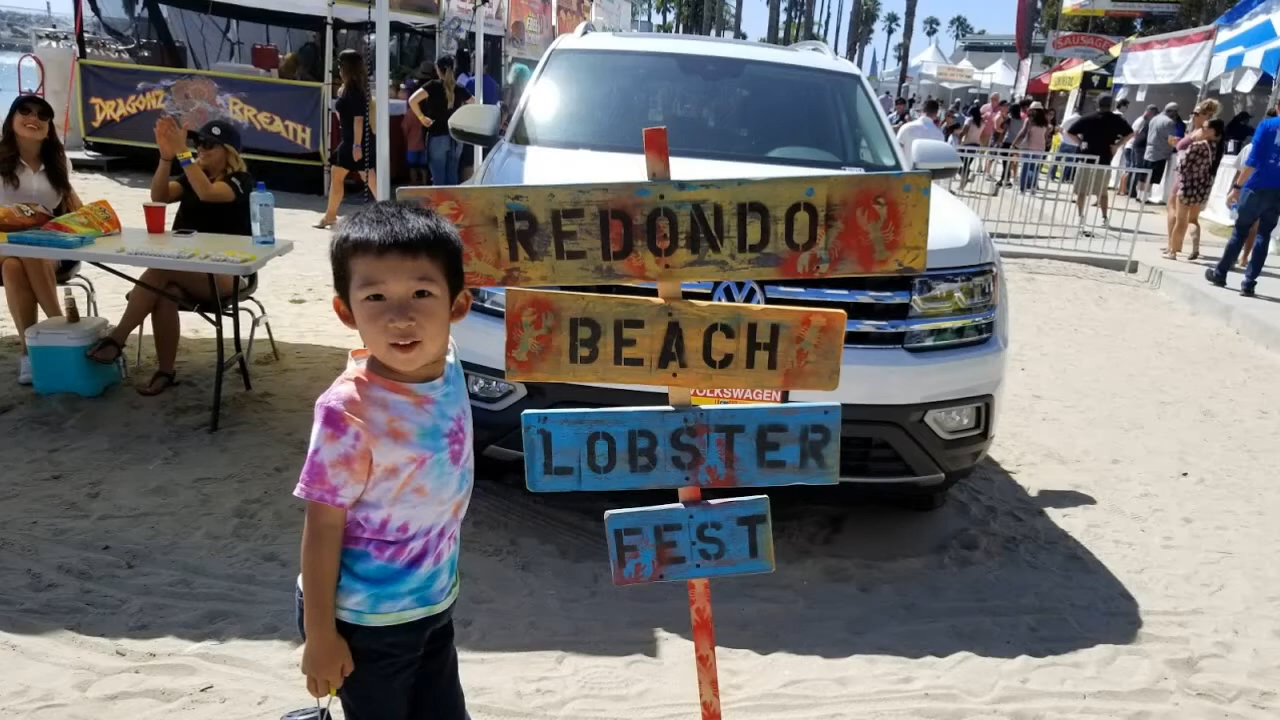 DRAGONZ BREATH
SAUSAGE
REDONDO
BEACH
VOLKSWAGEN
LOBSTER
FEST